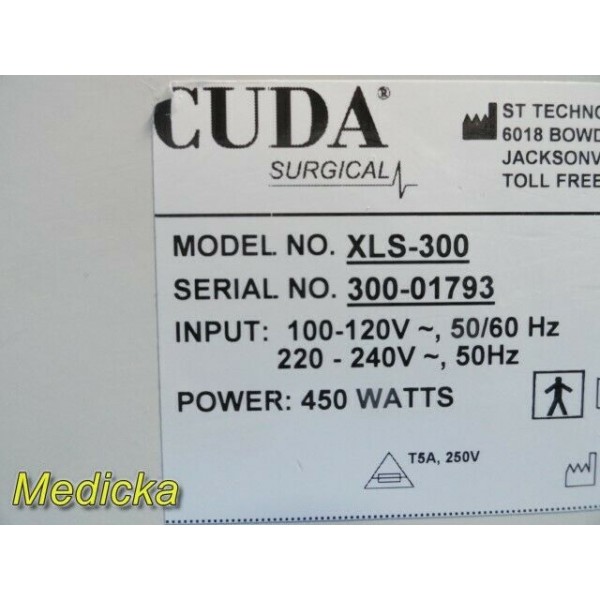 CUDA®
SURGICAL
ST TECHNO
6018 BOWD
JACKSONV
TOLL FREE
MODEL NO. XLS-300
SERIAL NO. 300-01793
INPUT: 100-120V ~, 50/60 Hz
220 - 240V ~, 50Hz
POWER: 450 WATTS
T5A, 250V
Medicka